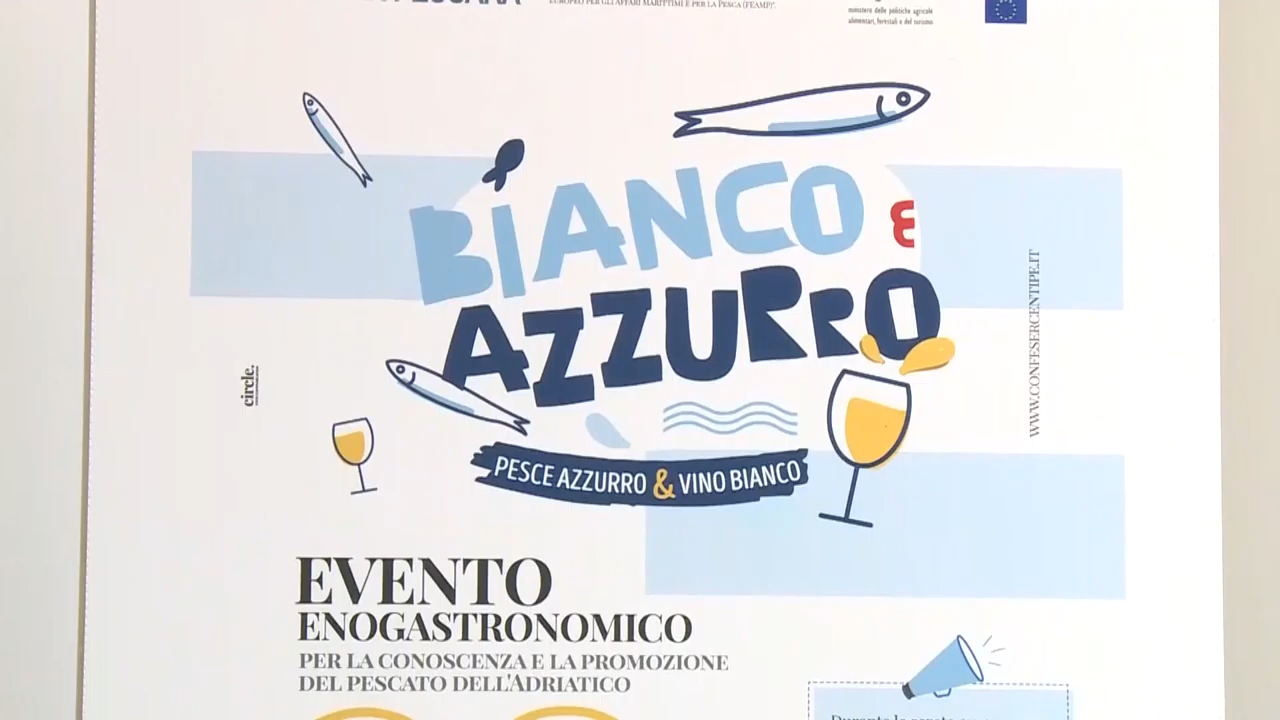 EUROPEO PER GLI AFFARI MARITTIMI E PER LA PESCA (FEAMP)".
ministero delle politiche agricole
alimentari, forestali e del turismo
BIANCO E
AZZURRO
WWW.CONFESERCENTIPE.IT
circle.
PESCE AZZURRO & VINO BIANCO
EVENTO
ENOGASTRONOMICO
PER LA CONOSCENZA E LA PROMOZIONE
DEL PESCATO DELL'ADRIATICO